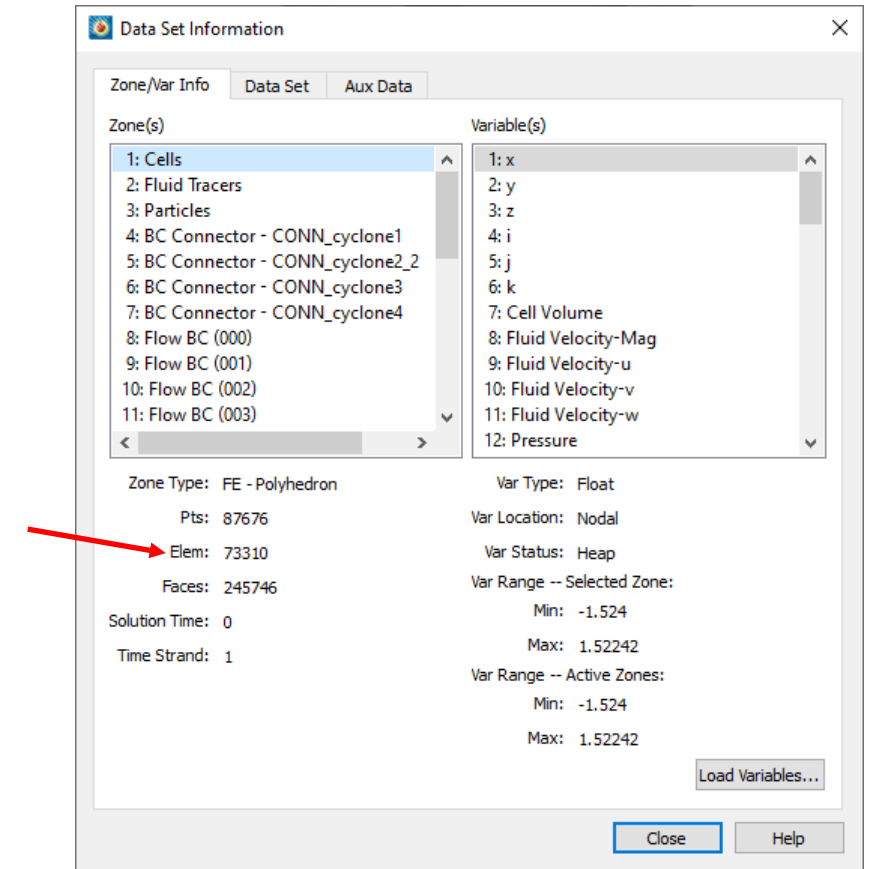 Data Set Information
Zone/Var Info Data Set Aux Data
Zone(s)
1: Cells
2: Fluid Tracers
3: Particles
4: BC Connector - CONN_cyclone1
5: BC Connector - CONN_cyclone2_2
6: BC Connector - CONN_cyclone3
7: BC Connector - CONN_cyclone4
8: Flow BC (000)
9: Flow BC (001)
10: Flow BC (002)
11: Flow BC (003)
Variable(s)
1: x
2: y
3: z
4: i
5: j
6: k
7: Cell Volume
8: Fluid Velocity-Mag
9: Fluid Velocity-u
10: Fluid Velocity-v
11: Fluid Velocity-w
12: Pressure
Zone Type: FE - Polyhedron
Pts: 87676
Elem: 73310
Faces: 245746
Solution Time: 0
Time Strand: 1
Var Type: Float
Var Location: Nodal
Var Status: Heap
Var Range -- Selected Zone:
Min: -1.524
Max: 1.52242
Var Range -- Active Zones:
Min: -1.524
Max: 1.52242
Load Variables...
Close Help